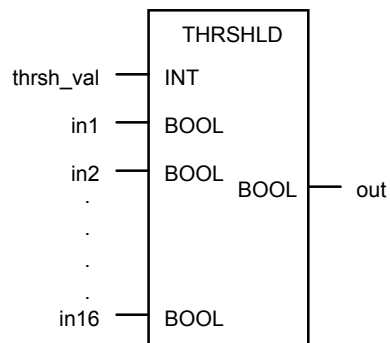 THRSHLD
thrsh_val INT
in1 BOOL
in2 BOOL
BOOL out
.
.
.
.
in16 BOOL